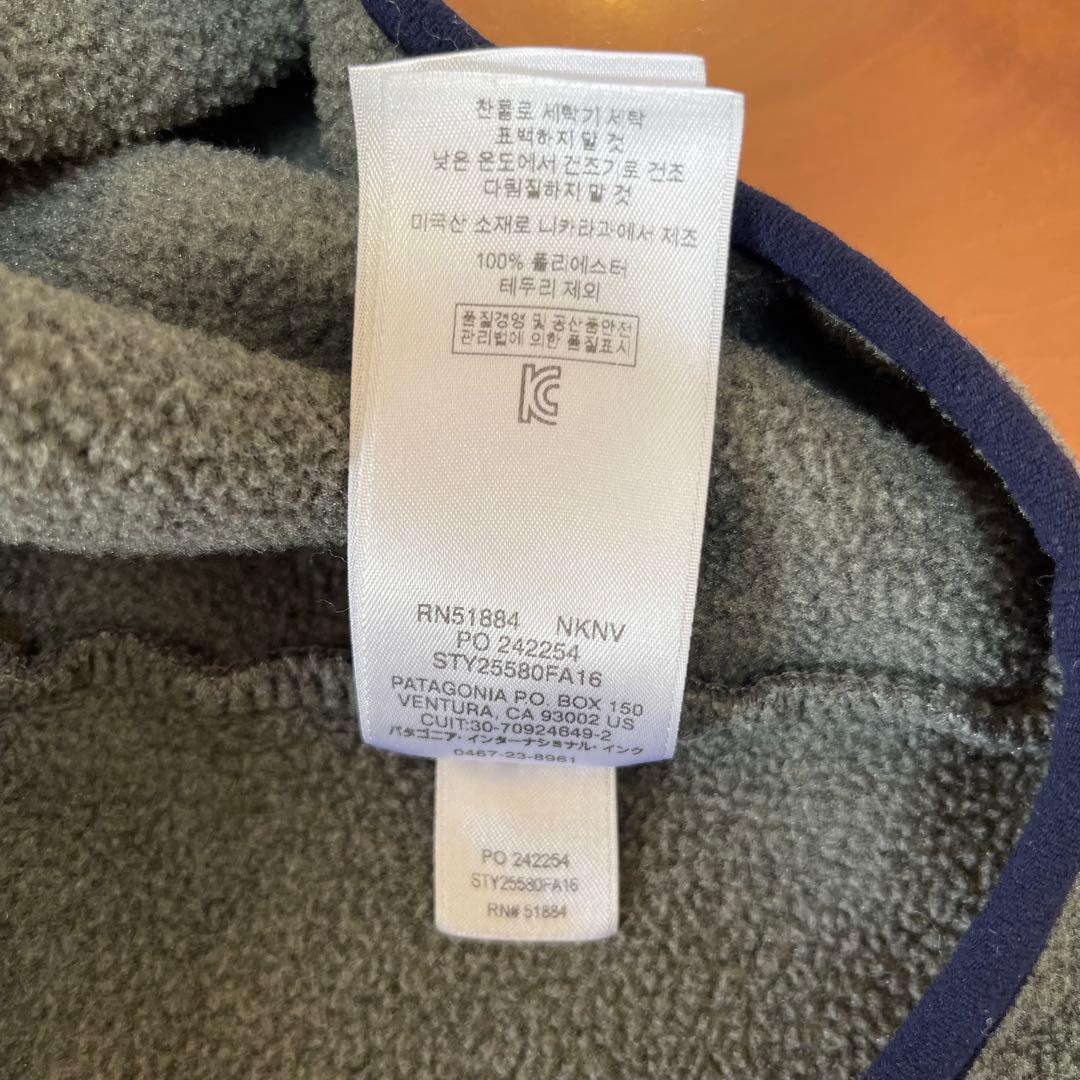 찬물로 세탁기 세탁
표백하지 말 것
낮은 온도에서 건조기로 건조
다림질하지 말 것
미국산 소재로 니카라과에서 제조
100% 폴리에스터
테두리 제외
품질경영 및 공산품안전
관리법에 의한 품질표시
KC
RN51884 NKNV
PO 242254
STY25580FA16
PATAGONIA P.O. BOX 150
VENTURA, CA 93002 US
CUIT:30-70924849-2
パタゴニア・インターナショナル・インク
0467-23-8961
PO 242254
STY25580FA16
RN# 51884